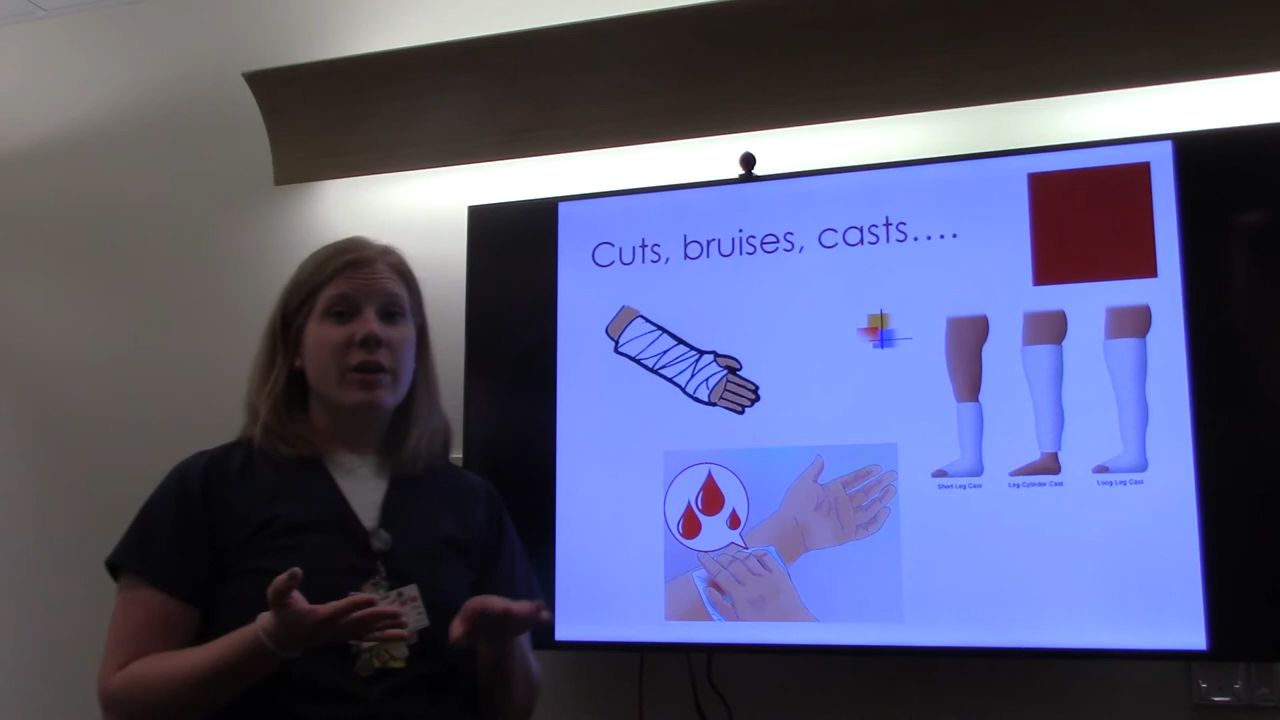 Cuts, bruises, casts....
Short Leg Cast
Leg Cylinder Cast
Long Leg Cast